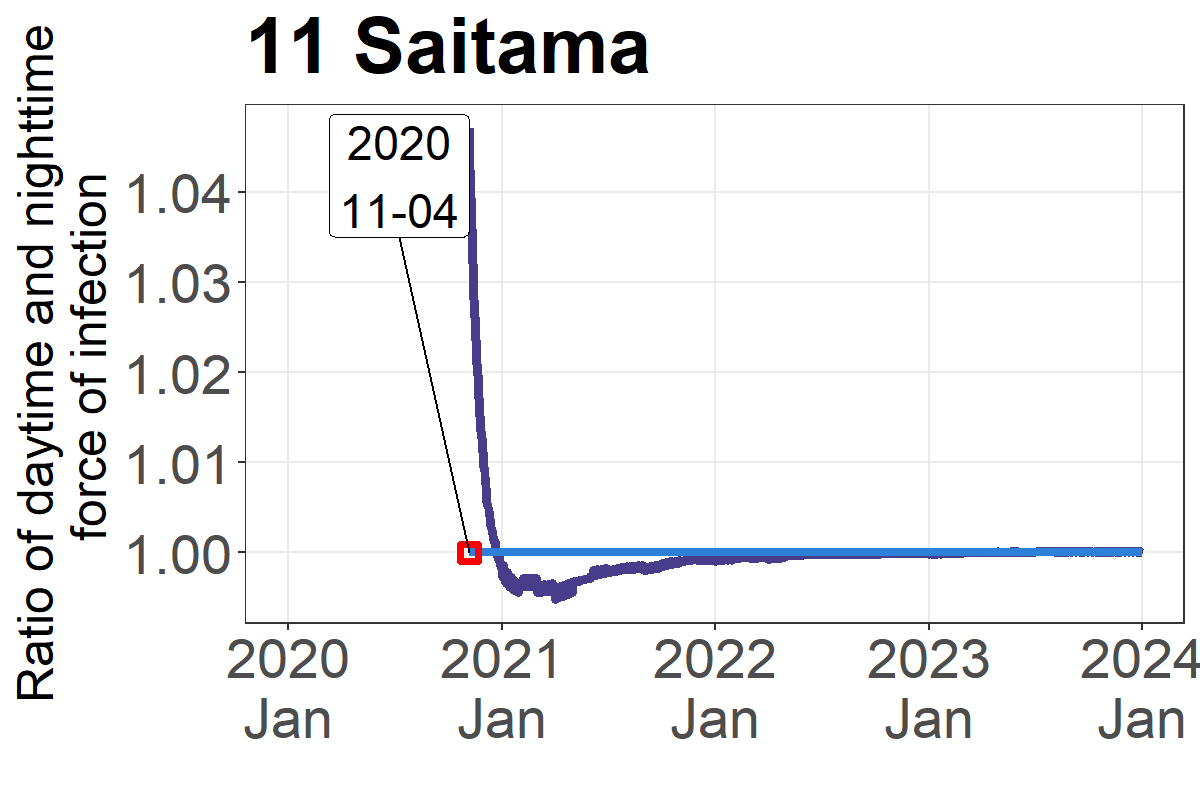 11 Saitama
Ratio of daytime and nighttime
force of infection
1.04
1.03
1.02
1.01
1.00
2020
11-04
2020
Jan
2021
Jan
2022
Jan
2023
Jan
2024
Jan